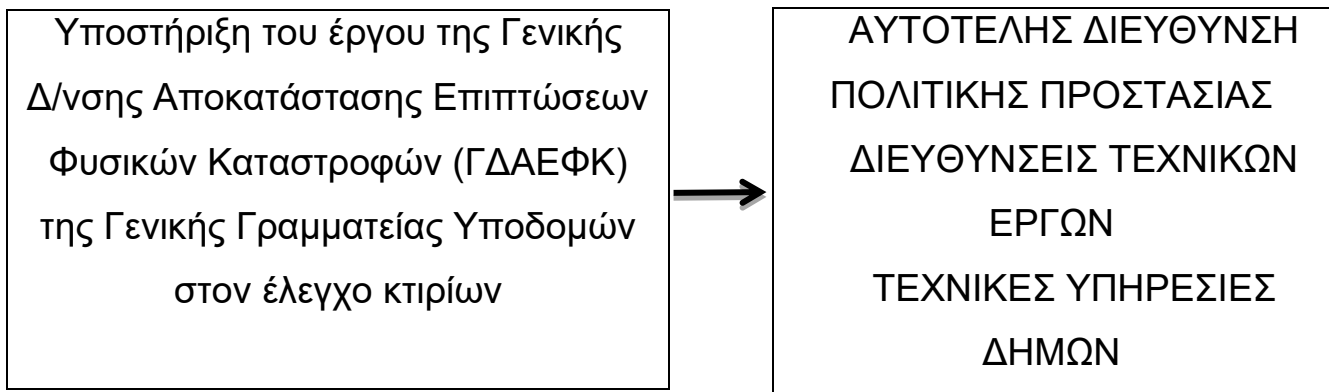 Υποστήριξη του έργου της Γενικής
Δ/νσης Αποκατάστασης Επιπτώσεων
Φυσικών Καταστροφών (ΓΔΑΕΦΚ)
της Γενικής Γραμματείας Υποδομών
στον έλεγχο κτιρίων
ΑΥΤΟΤΕΛΗΣ ΔΙΕΥΘΥΝΣΗ
ΠΟΛΙΤΙΚΗΣ ΠΡΟΣΤΑΣΙΑΣ
ΔΙΕΥΘΥΝΣΕΙΣ ΤΕΧΝΙΚΩΝ
ΕΡΓΩΝ
ΤΕΧΝΙΚΕΣ ΥΠΗΡΕΣΙΕΣ
ΔΗΜΩΝ